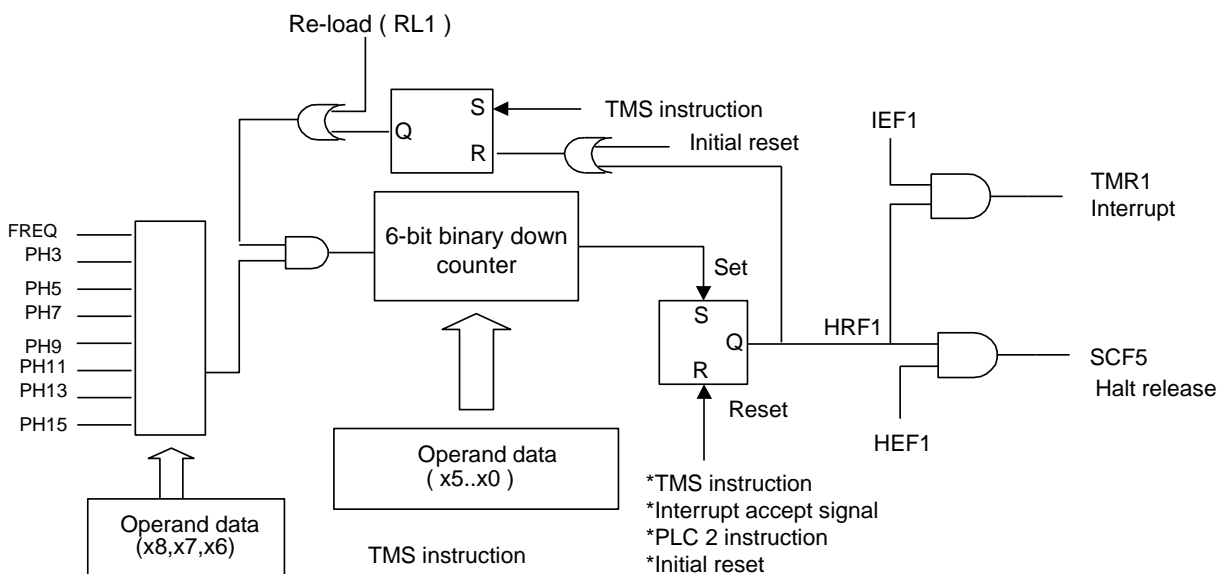 Re-load ( RL1 )
S
TMS instruction
Q
R
Initial reset
IEF1
TMR1
Interrupt
FREQ
PH3
PH5
PH7
PH9
PH11
PH13
PH15
6-bit binary down
counter
Set
S
Q
R
HRF1
SCF5
Halt release
Reset
HEF1
Operand data
( x5..x0 )
*TMS instruction
*Interrupt accept signal
*PLC 2 instruction
*Initial reset
Operand data
(x8,x7,x6)
TMS instruction